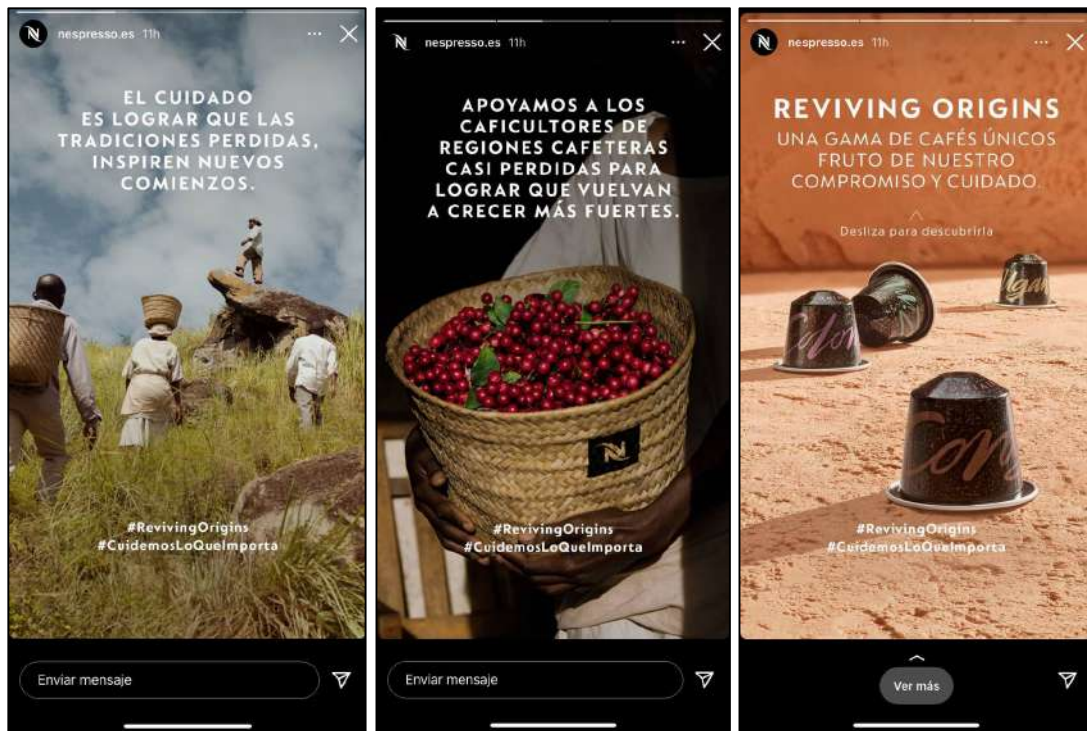 nespresso.es 11h
EL CUIDADO
ES LOGRAR QUE LAS
TRADICIONES PERDIDAS,
INSPIREN NUEVOS
COMIENZOS.
#RevivingOrigins
#CuidemosLoQueImporta
Enviar mensaje
nespresso.es 11h
APOYAMOS A LOS
CAFICULTORES DE
REGIONES CAFETERAS
CASI PERDIDAS PARA
LOGRAR QUE VUELVAN
A CRECER MÁS FUERTES.
N
#RevivingOrigins
#CuidemosLoQueImporta
Enviar mensaje
nespresso.es 11h
REVIVING ORIGINS
UNA GAMA DE CAFÉS ÚNICOS
FRUTO DE NUESTRO
COMPROMISO Y CUIDADO.
Desliza para descubrirla
#RevivingOrigins
#CuidemosLoQueImporta
Ver más